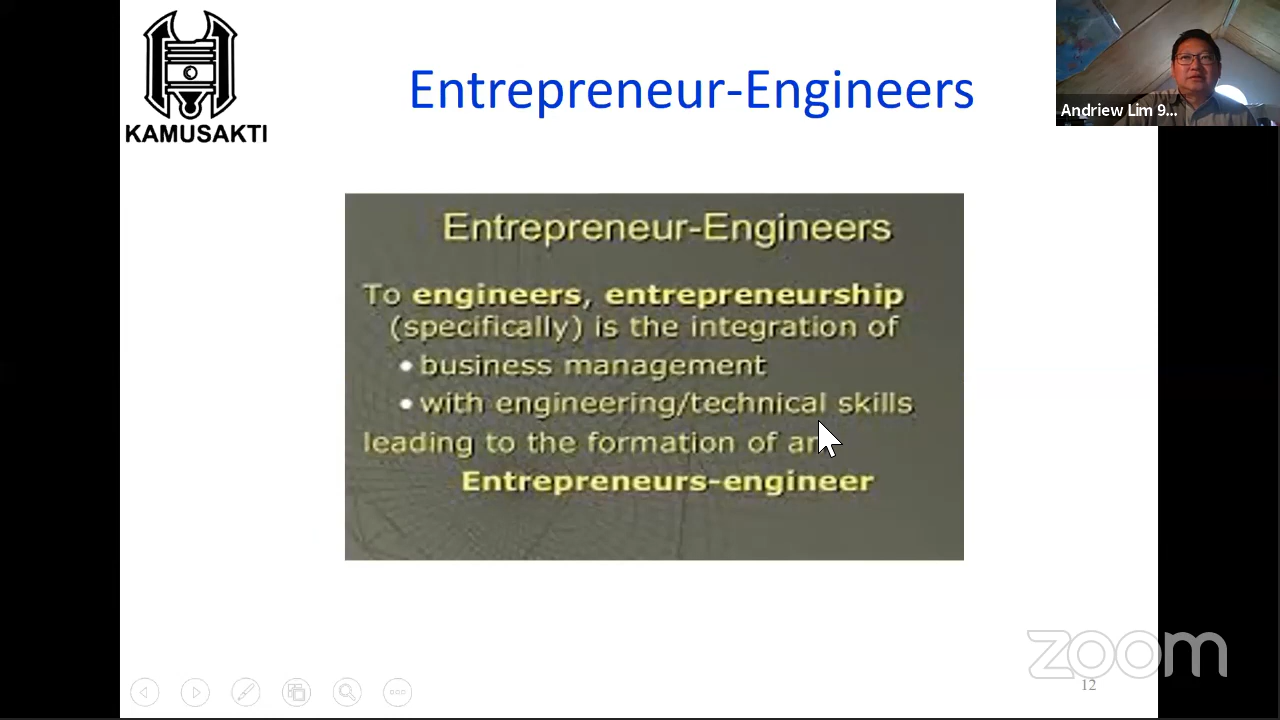 KAMUSAKTI
Entrepreneur-Engineers
Andriew Lim 9...
Entrepreneur-Engineers
To engineers, entrepreneurship
(specifically) is the integration of
• business management
• with engineering/technical skills
leading to the formation of an
Entrepreneurs-engineer
zoom
12